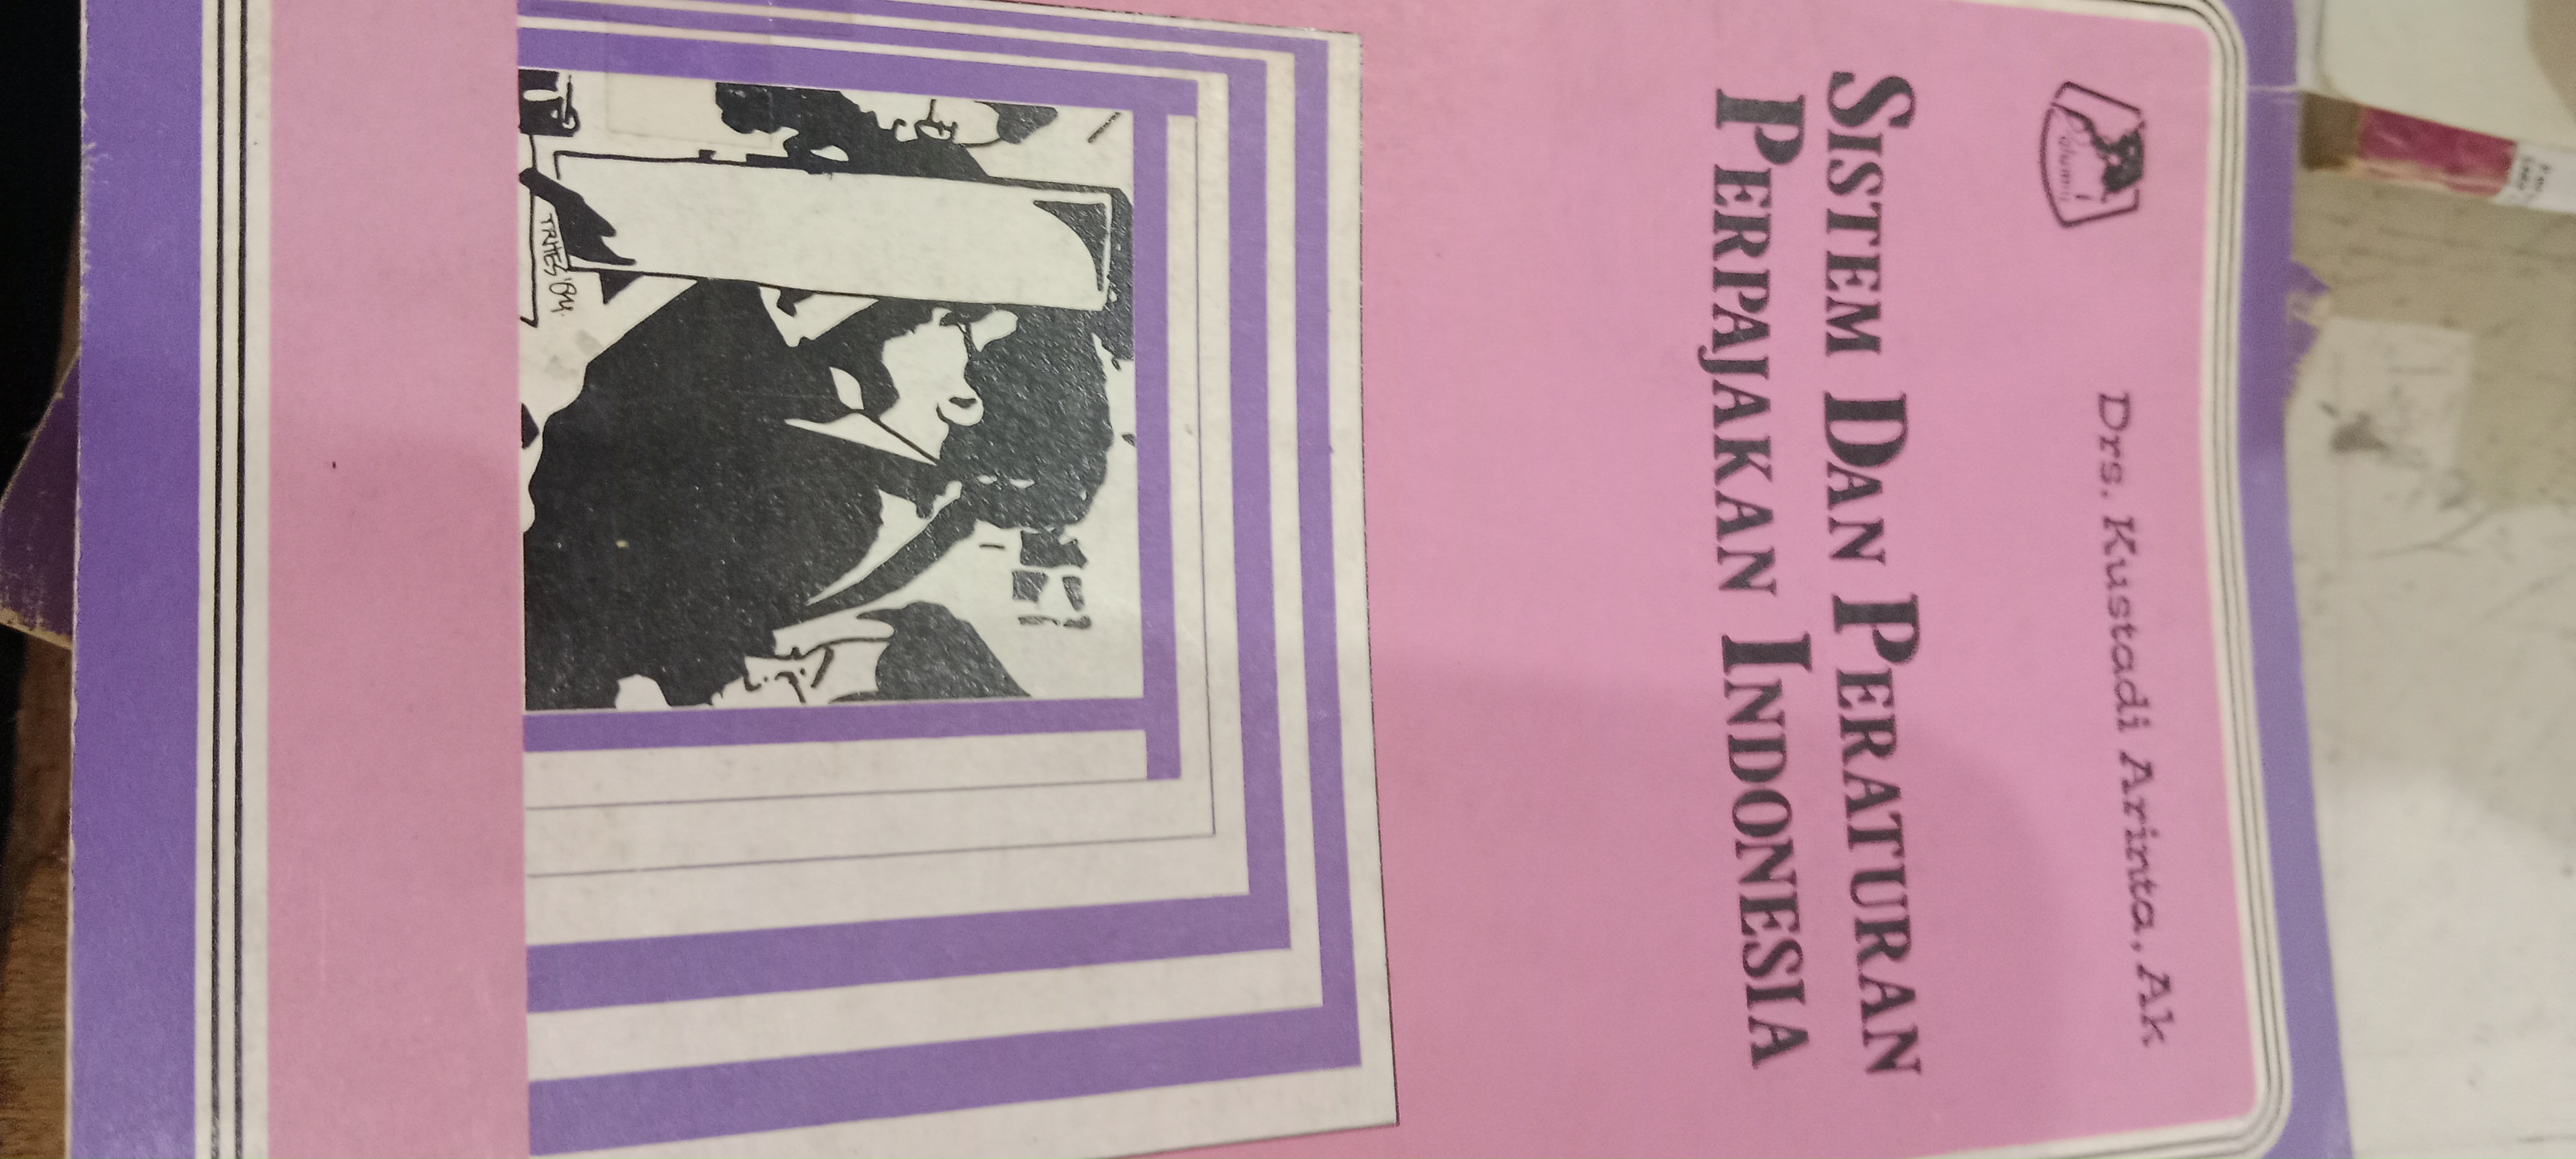 Drs. Kustadi Arinta, Ak
SISTEM DAN PERATURAN
PERPAJAKAN INDONESIA